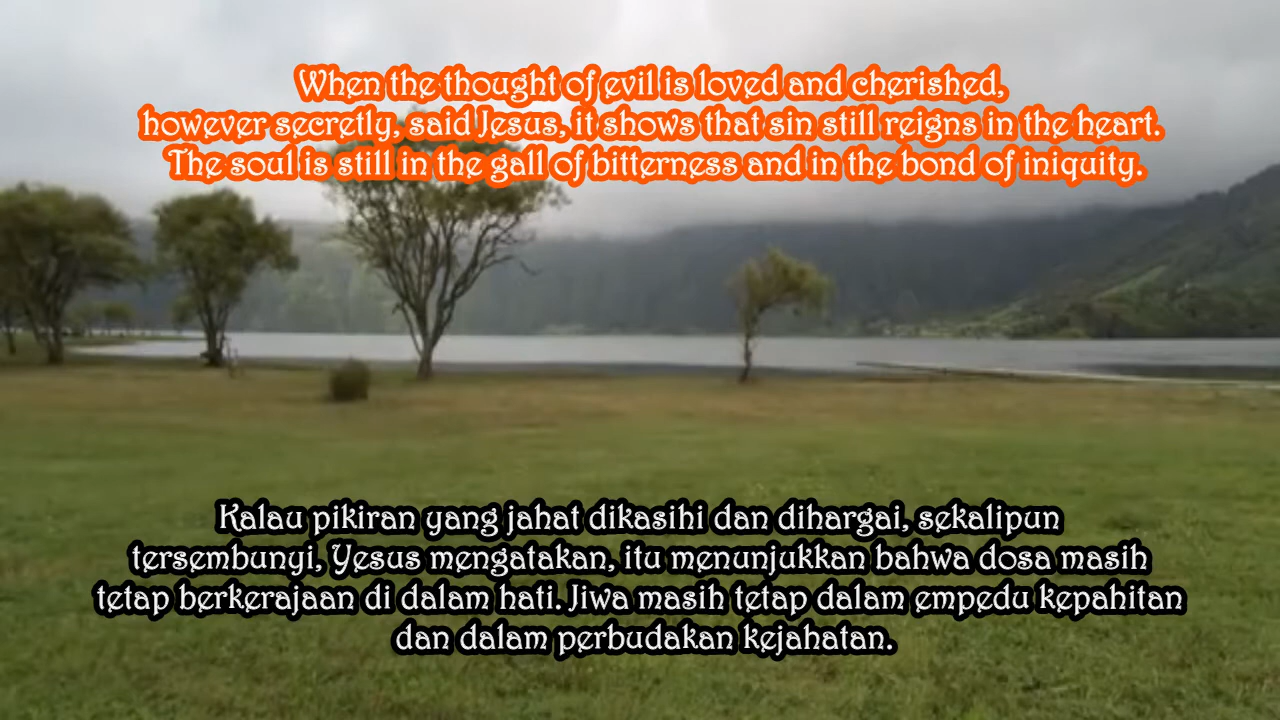 When the thought of evil is loved and cherished,
however secretly, said Jesus, it shows that sin still reigns in the heart.
The soul is still in the gall of bitterness and in the bond of iniquity.
Kalau pikiran yang jahat dikasihi dan dihargai, sekalipun
tersembunyi, Yesus mengatakan, itu menunjukkan bahwa dosa masih
tetap berkerajaan di dalam hati. Jiwa masih tetap dalam empedu kepahitan
dan dalam perbudakan kejahatan.